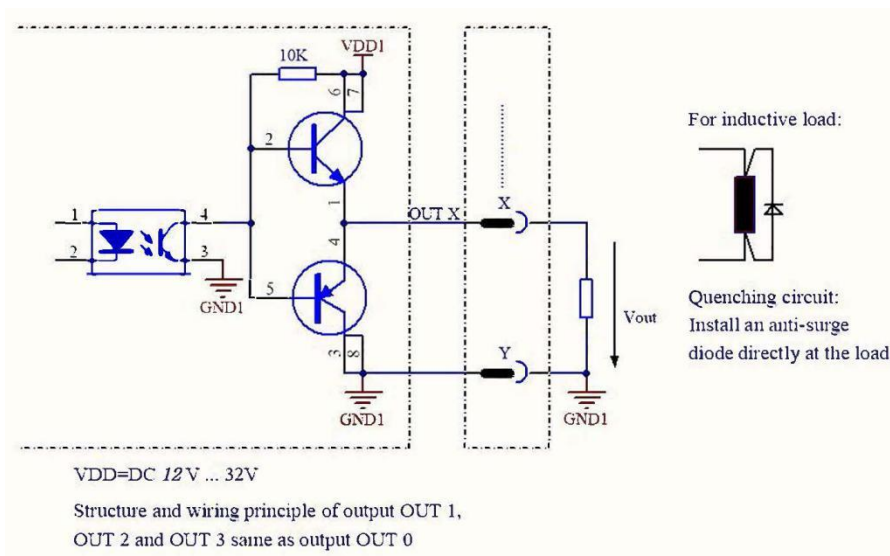 10K
VDD1
6
7
2
1
OUT X
X
1
4
2
3
GND1
4
5
3
8
GND1
Y
Vout
GND1
For inductive load:
Quenching circuit:
Install an anti-surge
diode directly at the load
VDD=DC 12V ... 32V
Structure and wiring principle of output OUT 1,
OUT 2 and OUT 3 same as output OUT 0